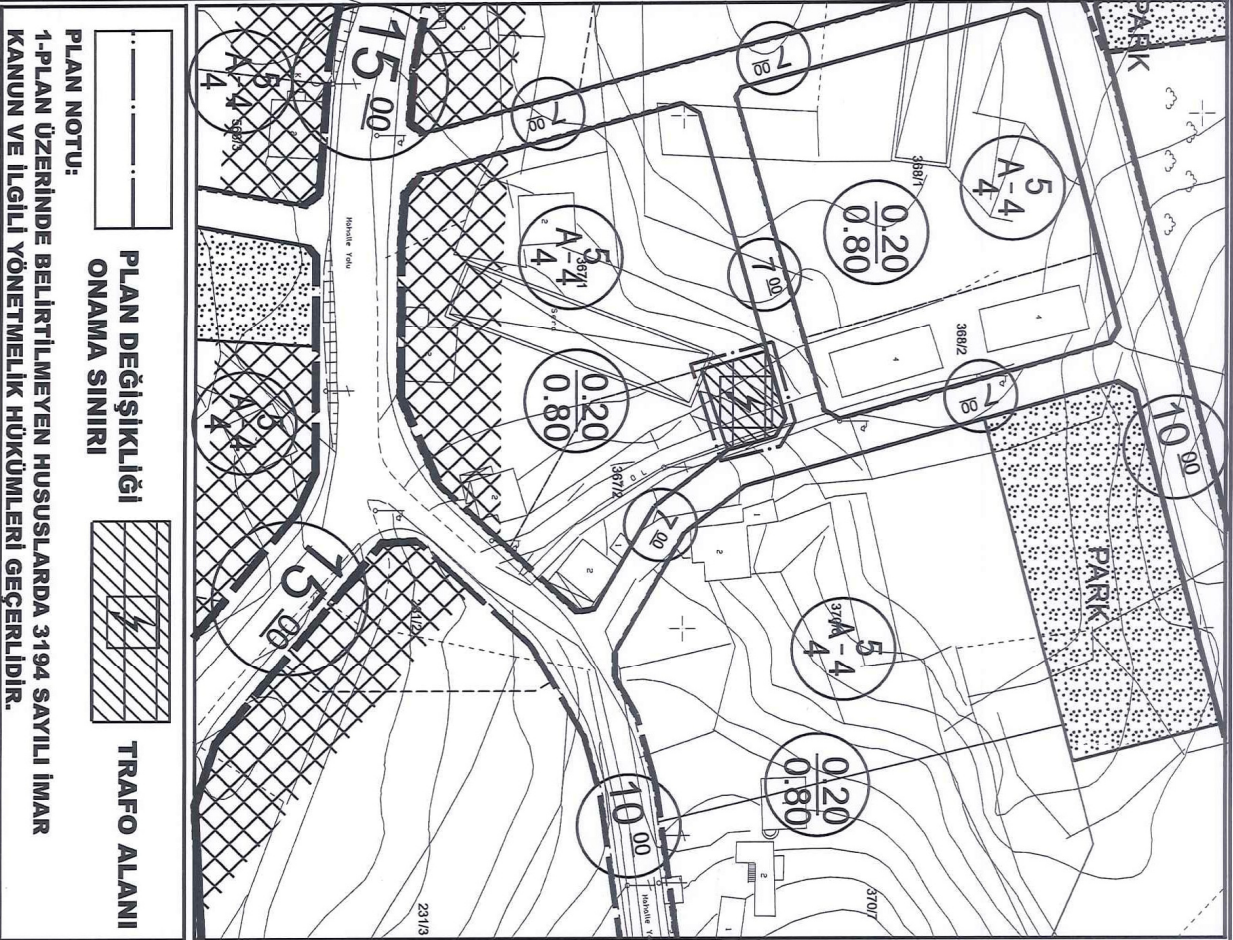 PARK
5
A-4
4
368/1
0.20
0.80
368/2
7 00
7 00
7 00
7 00
10 00
PARK
5
A-4
4
367/1
0.20
0.80
367/2
7 00
15 00
5
A-4
4
568/3
Mahalle Yolu
5
A-4
4
15 00
5
A-4
4
0.20
0.80
370/7
10 00
Mahalle Y
231/3
PLAN DEĞİŞİKLİĞİ
ONAMA SINIRI
TRAFO ALANI
PLAN NOTU:
1-PLAN ÜZERİNDE BELİRTİLMEYEN HUSUSLARDA 3194 SAYILI İMAR
KANUN VE İLGİLİ YÖNETMELİK HÜKÜMLERİ GEÇERLİDİR.